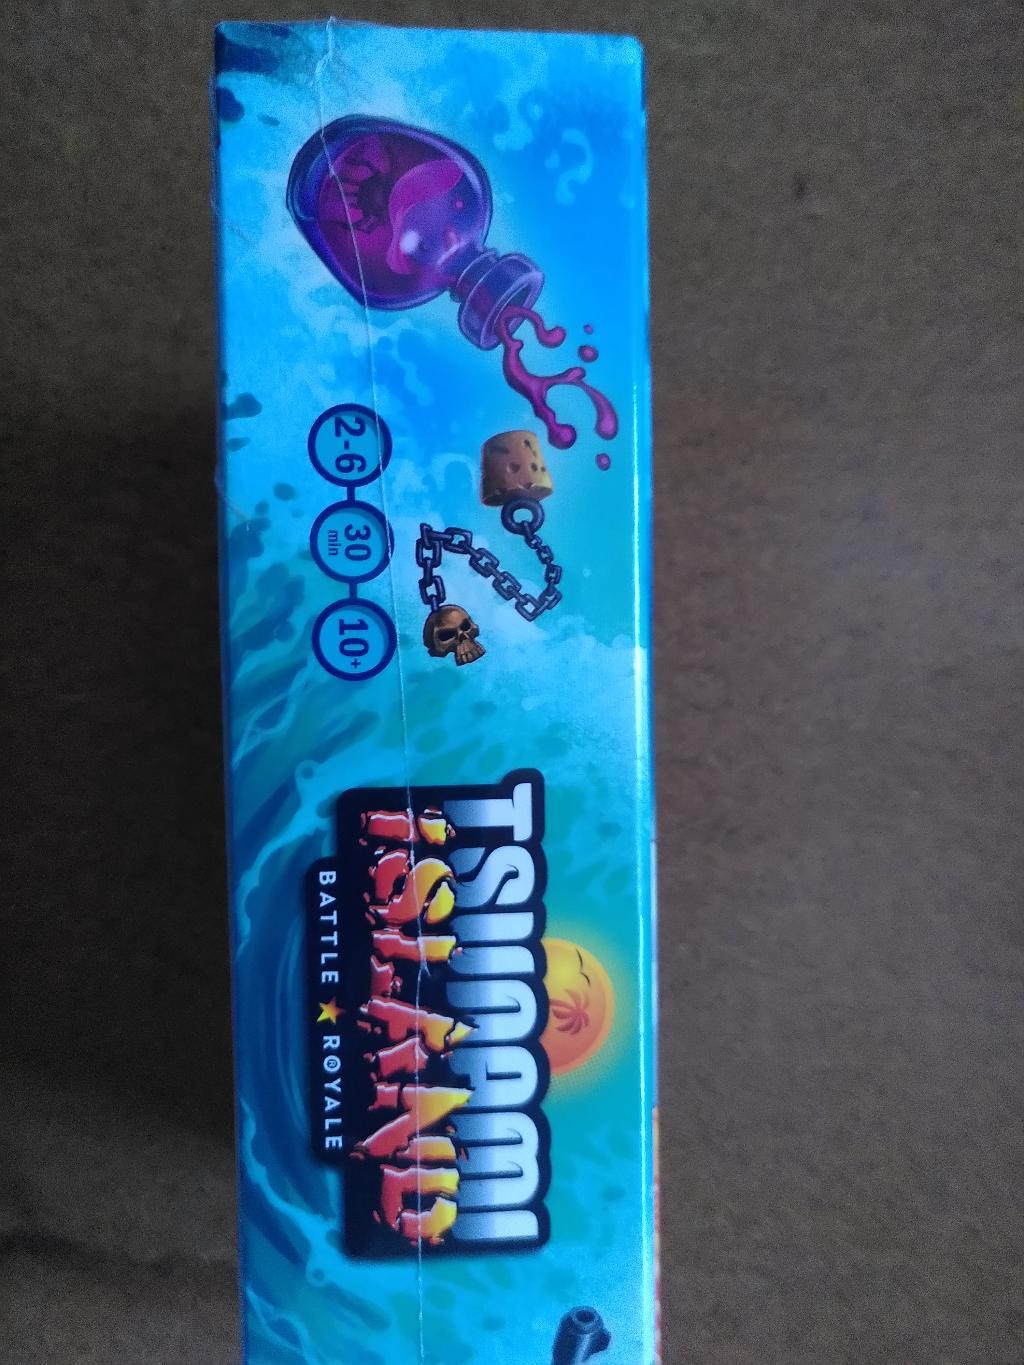 2-6
30
min
10+
TSUNAMI
ISLAND
BATTLE ROYALE